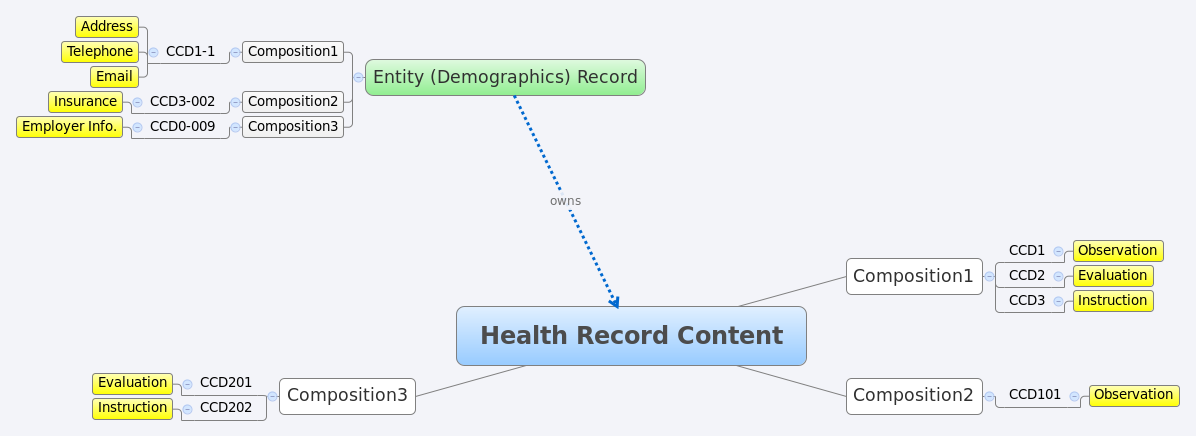 Address
Telephone CCD1-1 Composition1
Email
Entity (Demographics) Record
Insurance CCD3-002 Composition2
Employer Info. CCD0-009 Composition3
owns
Composition1
CCD1 Observation
CCD2 Evaluation
CCD3 Instruction
Health Record Content
Evaluation CCD201
Instruction CCD202
Composition3
Composition2 CCD101 Observation